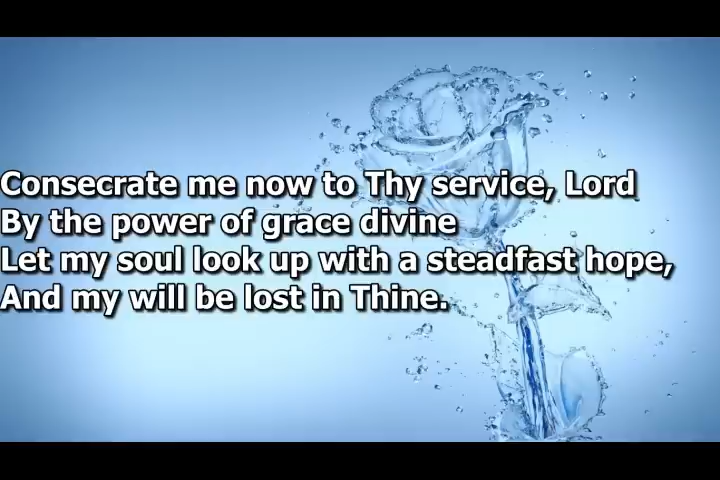 Consecrate me now to Thy service, Lord
By the power of grace divine
Let my soul look up with a steadfast hope,
And my will be lost in Thine.